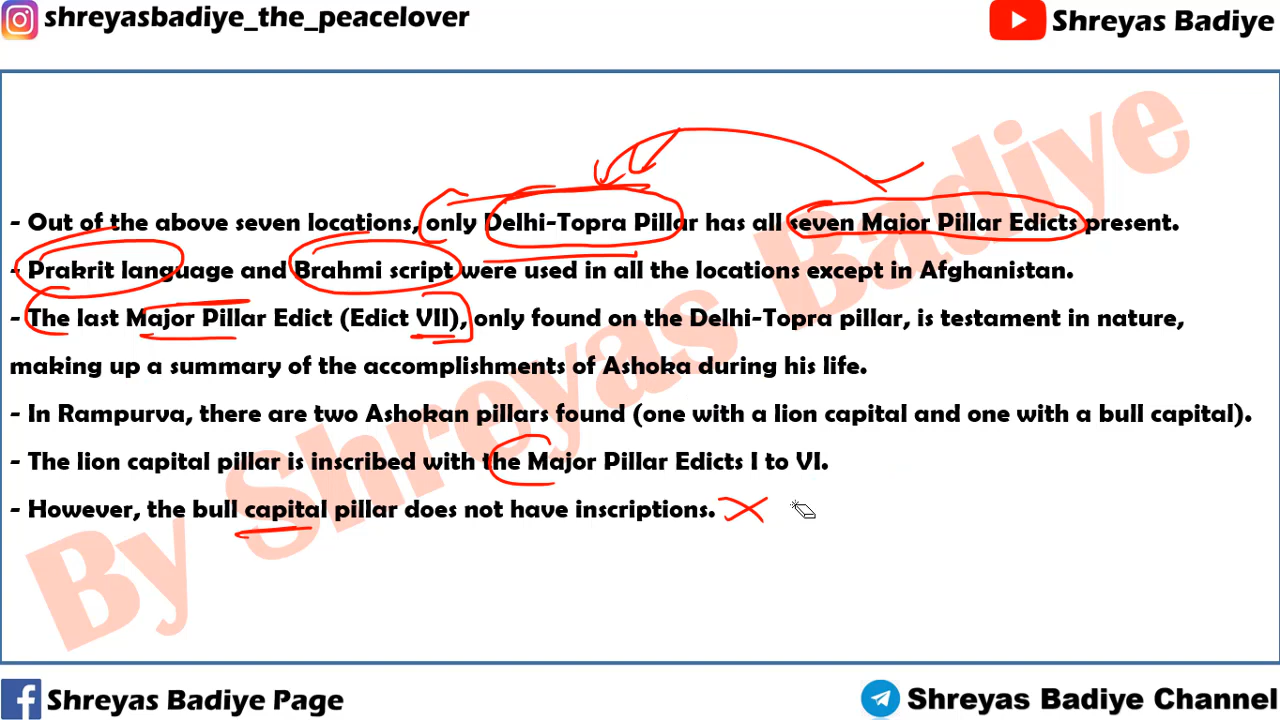 shreyasbadiye_the_peacelover
Shreyas Badiye
- Out of the above seven locations, only Delhi-Topra Pillar has all seven Major Pillar Edicts present.
- Prakrit language and Brahmi script were used in all the locations except in Afghanistan.
- The last Major Pillar Edict (Edict VII), only found on the Delhi-Topra pillar, is testament in nature,
making up a summary of the accomplishments of Ashoka during his life.
- In Rampurva, there are two Ashokan pillars found (one with a lion capital and one with a bull capital).
- The lion capital pillar is inscribed with the Major Pillar Edicts I to VI.
- However, the bull capital pillar does not have inscriptions.
By Shreyas Badiye
Shreyas Badiye Page
Shreyas Badiye Channel